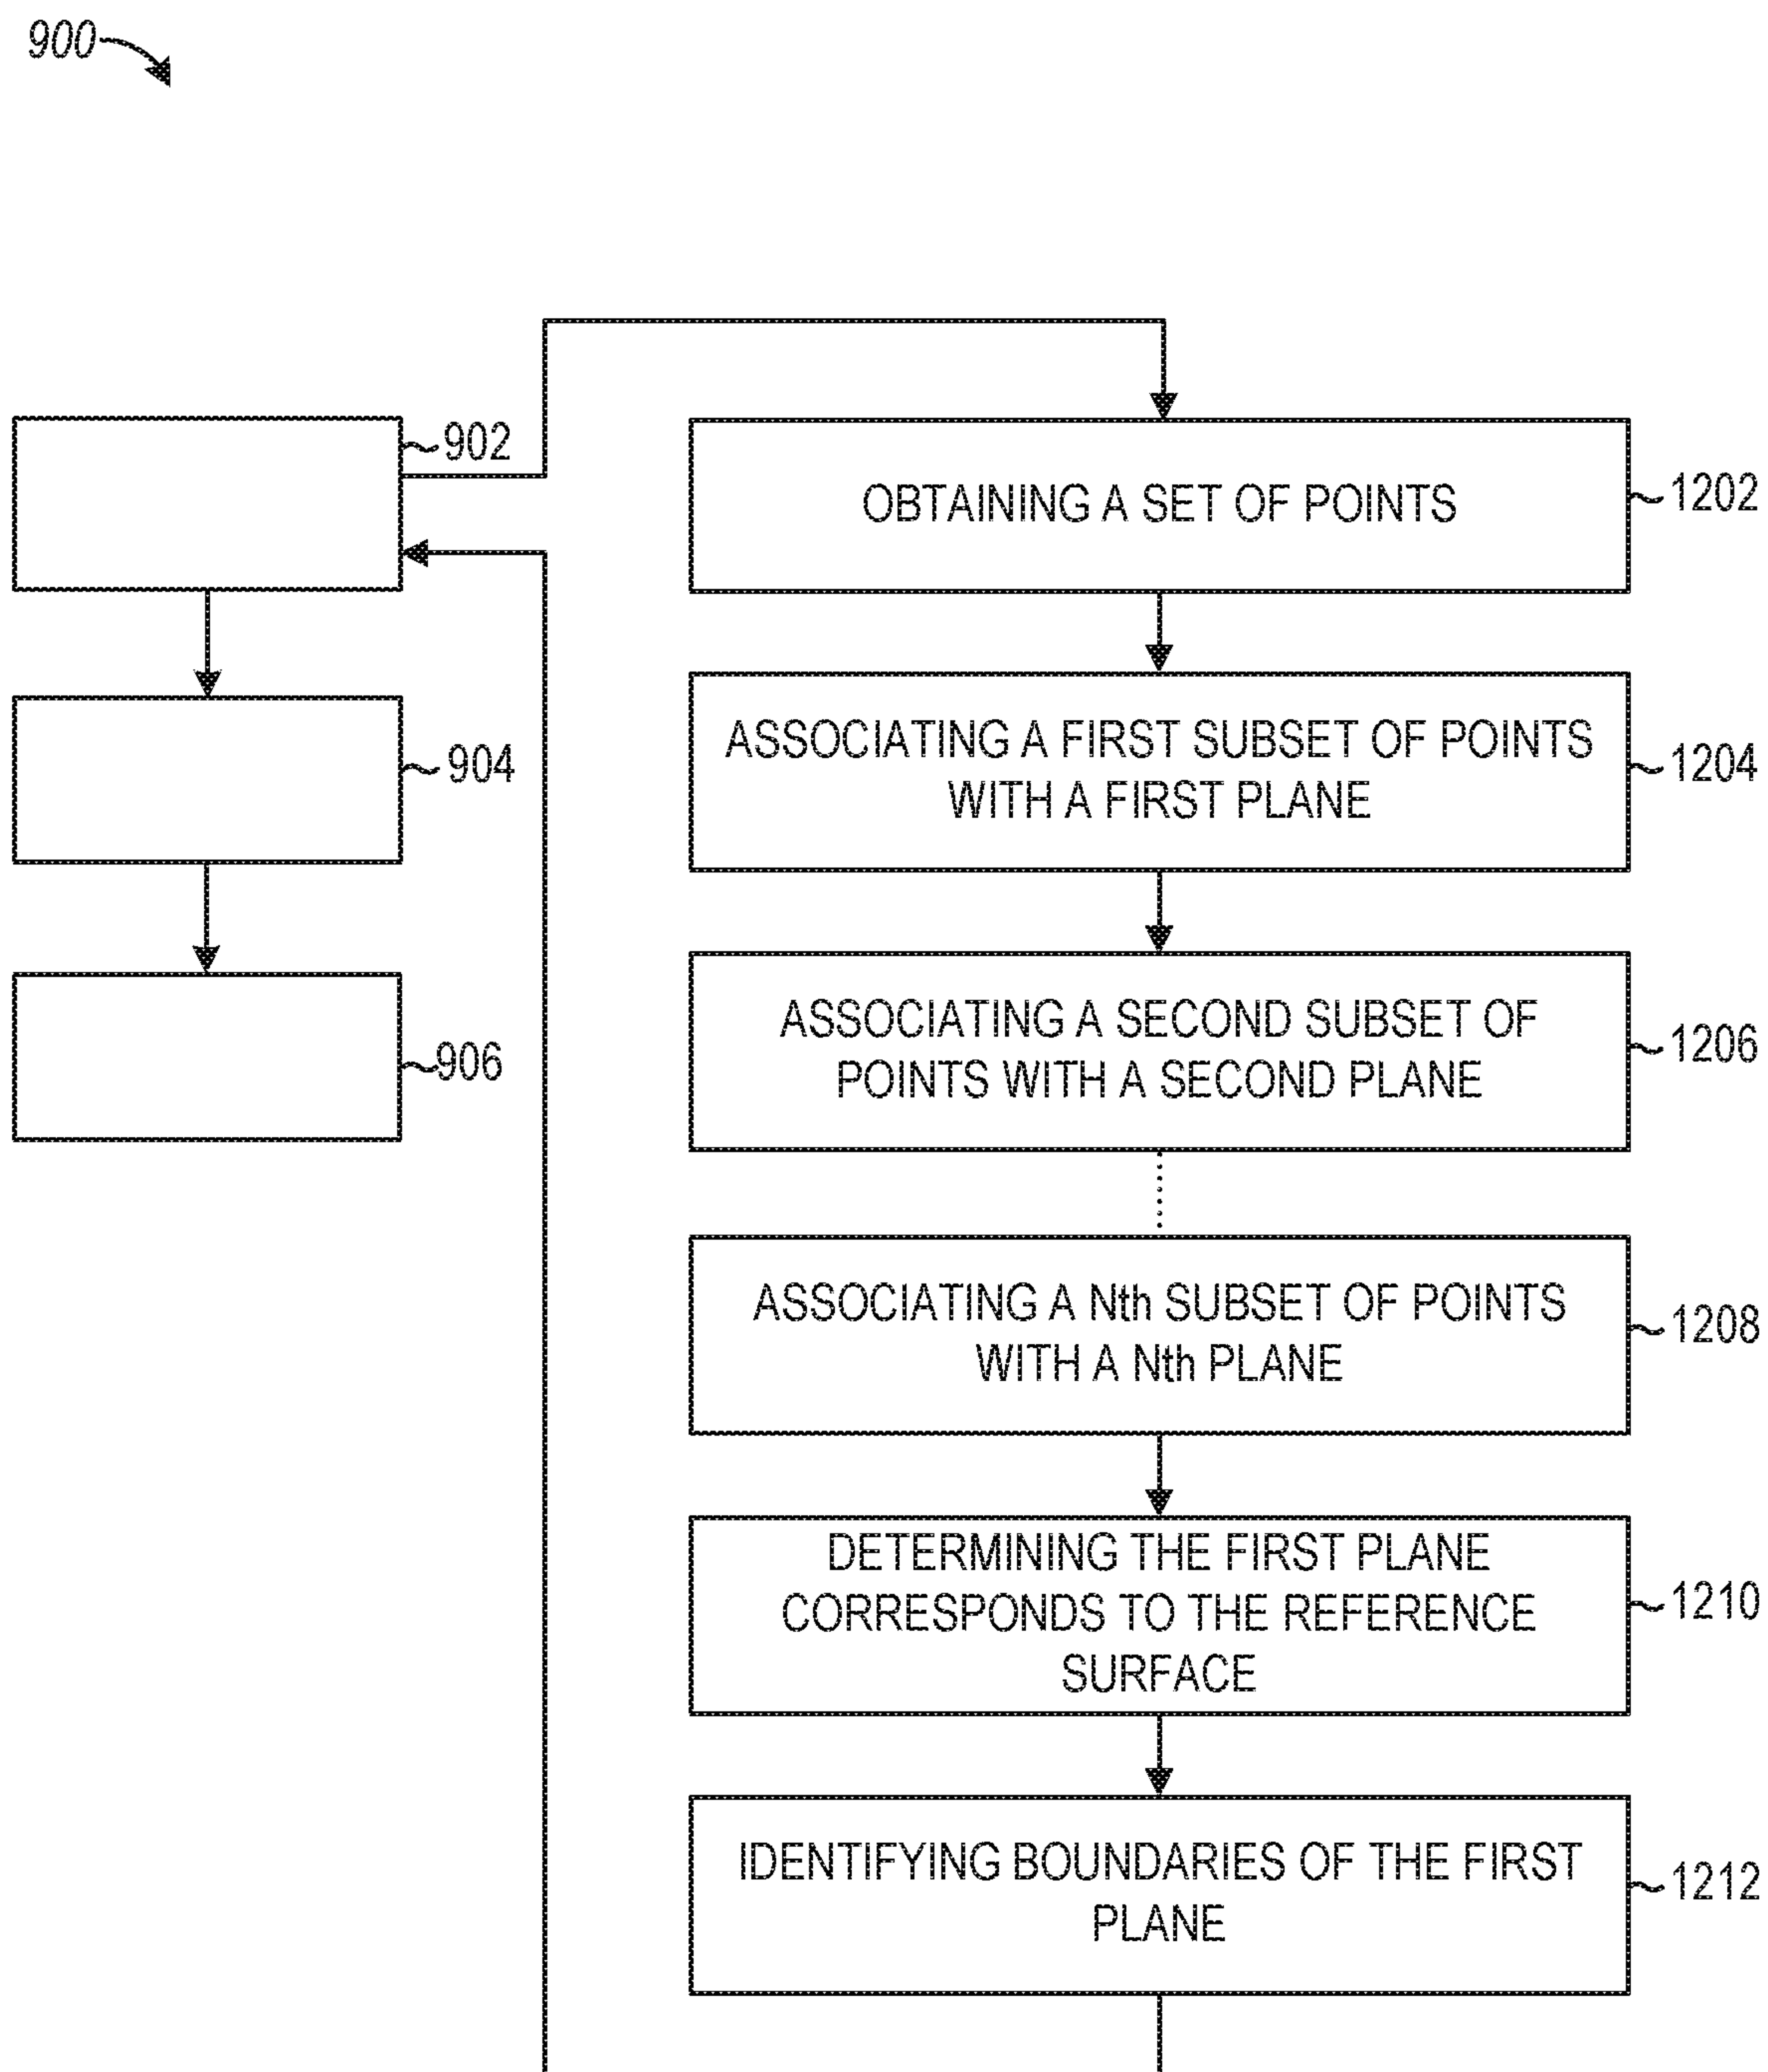 900
902
904
906
OBTAINING A SET OF POINTS
1202
ASSOCIATING A FIRST SUBSET OF POINTS
WITH A FIRST PLANE
1204
ASSOCIATING A SECOND SUBSET OF
POINTS WITH A SECOND PLANE
1206
ASSOCIATING A Nth SUBSET OF POINTS
WITH A Nth PLANE
1208
DETERMINING THE FIRST PLANE
CORRESPONDS TO THE REFERENCE
SURFACE
1210
IDENTIFYING BOUNDARIES OF THE FIRST
PLANE
1212